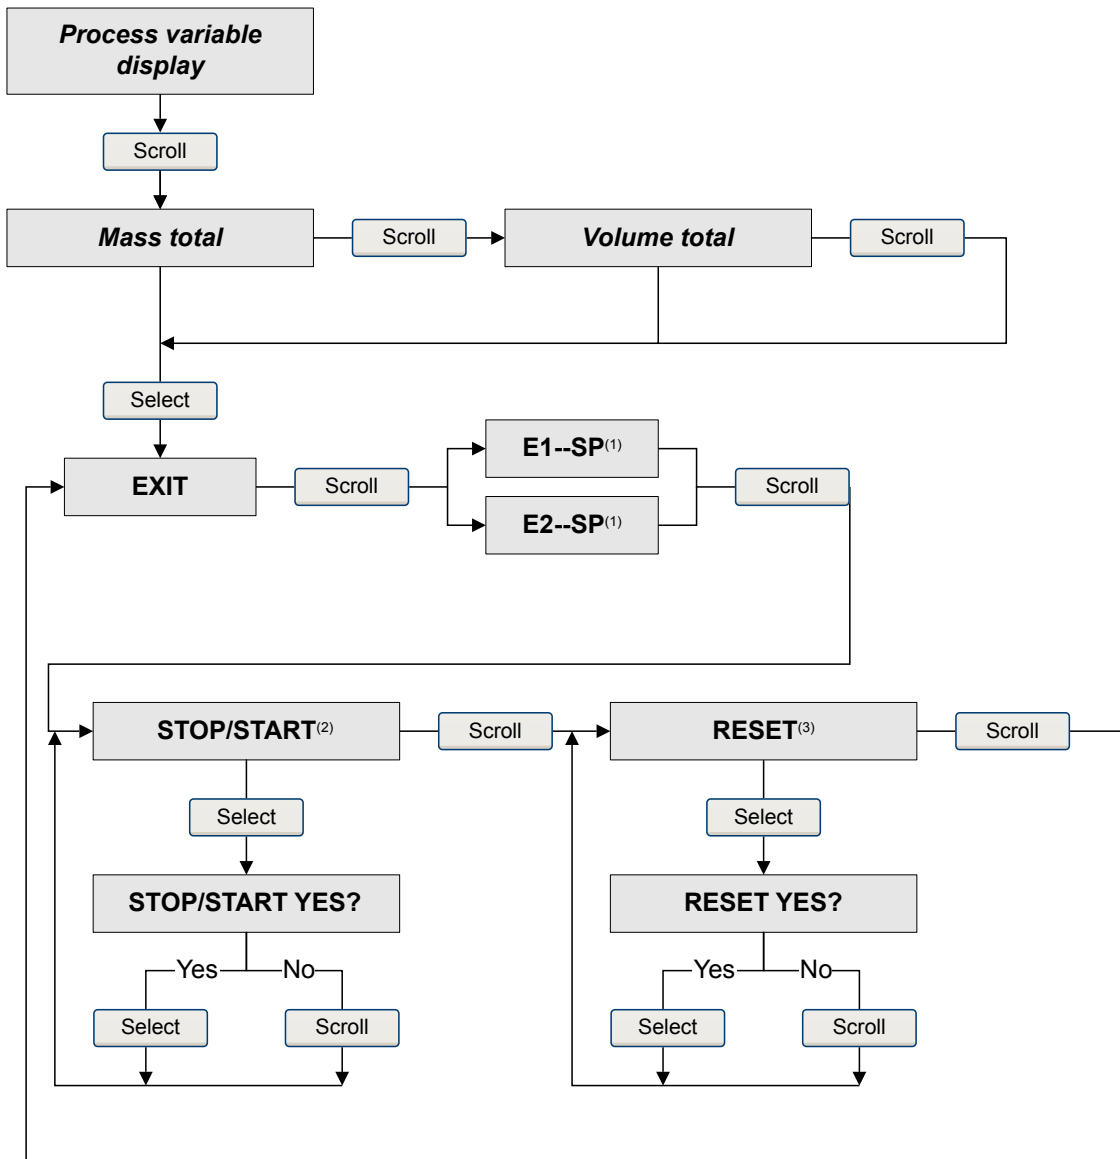 Process variable
display
Scroll
Mass total
Scroll
Volume total
Scroll
Select
EXIT
Scroll
E1--SP(1)
E2--SP(1)
Scroll
STOP/START(2)
Scroll
RESET(3)
Scroll
Select
Select
STOP/START YES?
RESET YES?
Yes
No
Yes
No
Select
Scroll
Select
Scroll